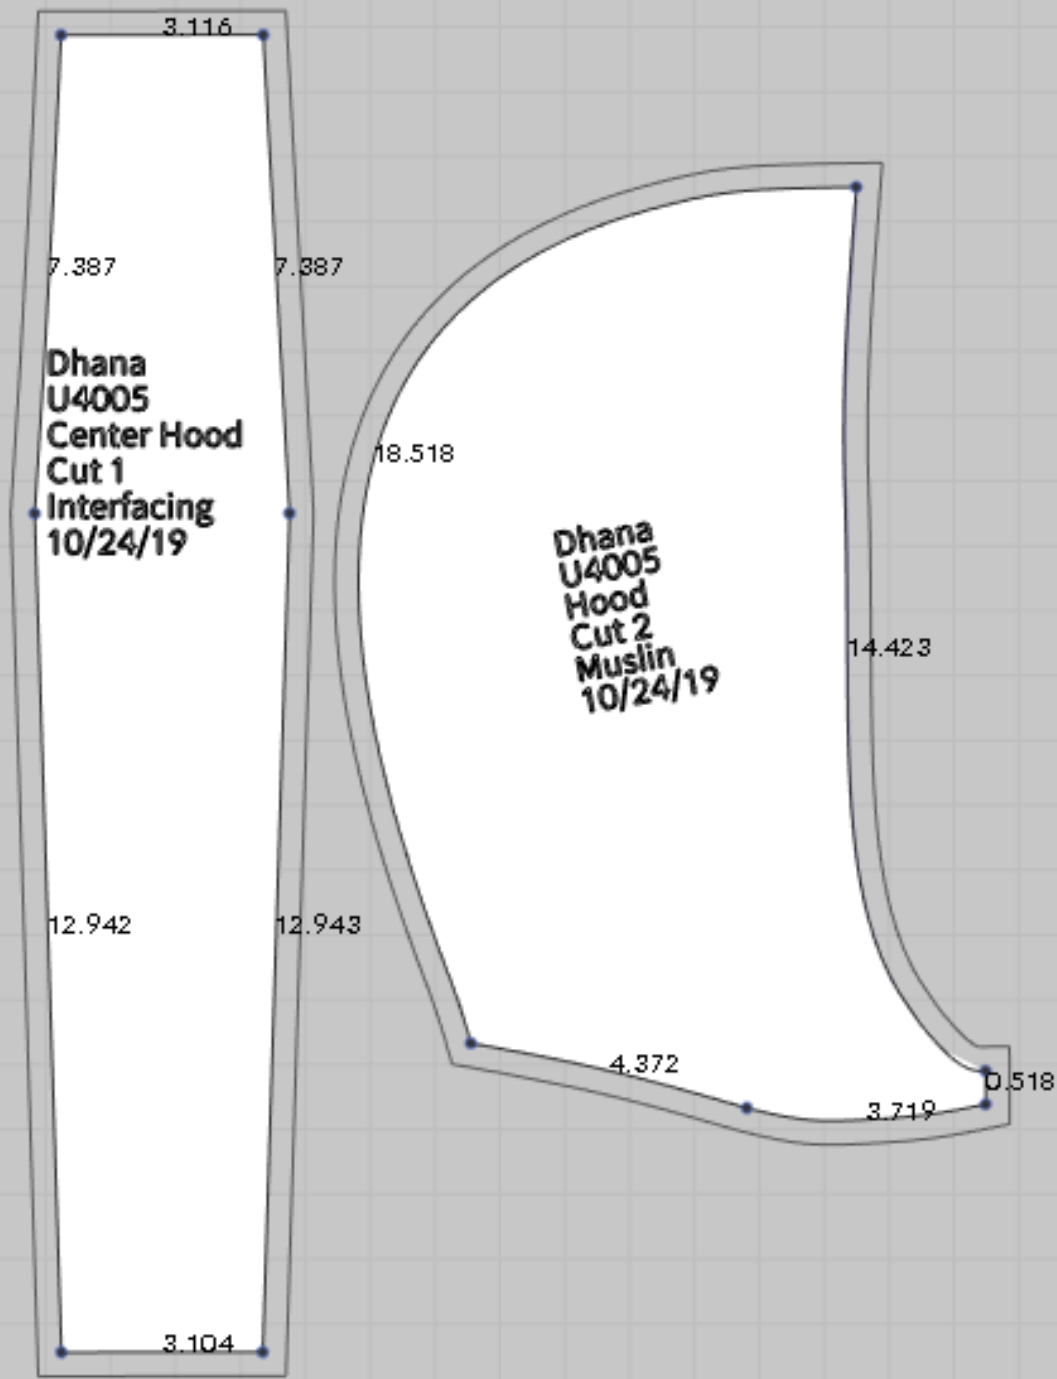 3.116
7.387
7.387
Dhana
U4005
Center Hood
Cut 1
Interfacing
10/24/19
12.942
12.943
3.104
18.518
Dhana
U4005
Hood
Cut 2
Muslin
10/24/19
14.423
4.372
0.518
3.719